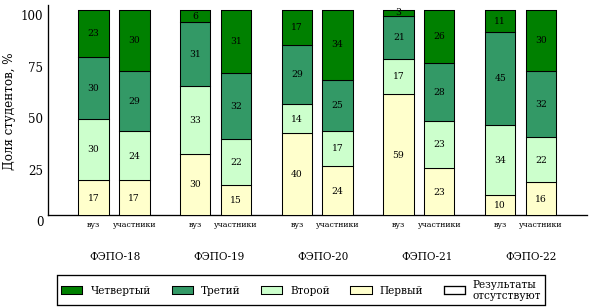 Доля студентов, %
100
75
50
25
0
23 30 6 31 17 34 3 26 11 30
30 29 31 32 29 25 21 28 45 32
30 24 33 22 14 17 17 23 34 22
17 17 30 15 40 24 59 23 10 16
вуз участники вуз участники вуз участники вуз участники вуз участники
ФЭПО-18 ФЭПО-19 ФЭПО-20 ФЭПО-21 ФЭПО-22
Четвертый Третий Второй Первый Результаты
отсутствуют